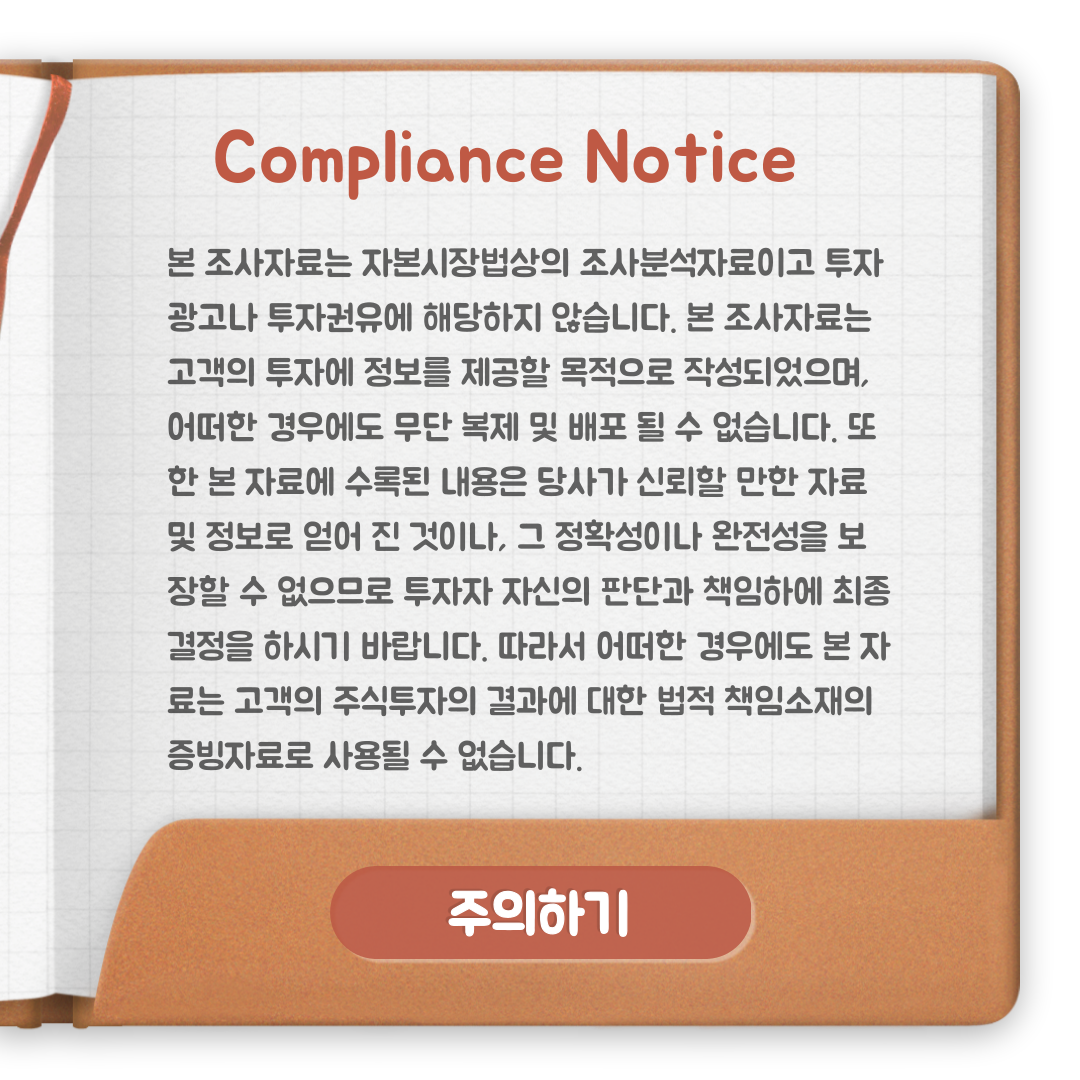 Compliance Notice
본 조사자료는 자본시장법상의 조사분석자료이고 투자
광고나 투자권유에 해당하지 않습니다. 본 조사자료는
고객의 투자에 정보를 제공할 목적으로 작성되었으며,
어떠한 경우에도 무단 복제 및 배포 될 수 없습니다. 또
한 본 자료에 수록된 내용은 당사가 신뢰할 만한 자료
및 정보로 얻어 진 것이나, 그 정확성이나 완전성을 보
장할 수 없으므로 투자자 자신의 판단과 책임하에 최종
결정을 하시기 바랍니다. 따라서 어떠한 경우에도 본 자
료는 고객의 주식투자의 결과에 대한 법적 책임소재의
증빙자료로 사용될 수 없습니다.
주의하기